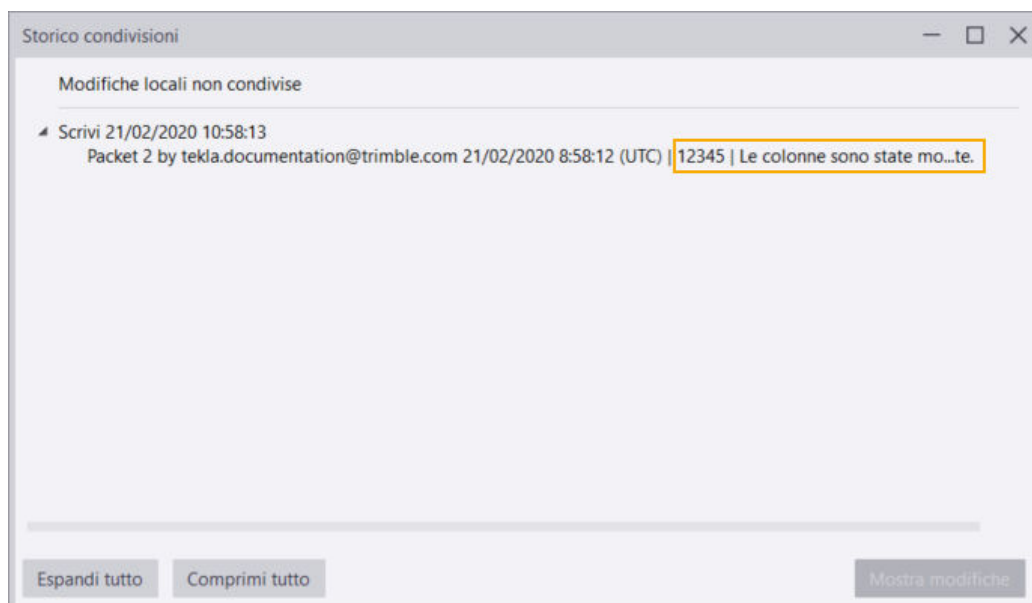 Storico condivisioni
Modifiche locali non condivise
Scrivi 21/02/2020 10:58:13
Packet 2 by tekla.documentation@trimble.com 21/02/2020 8:58:12 (UTC) | 12345 | Le colonne sono state mo...te.
Espandi tutto Comprimi tutto Mostra modifiche